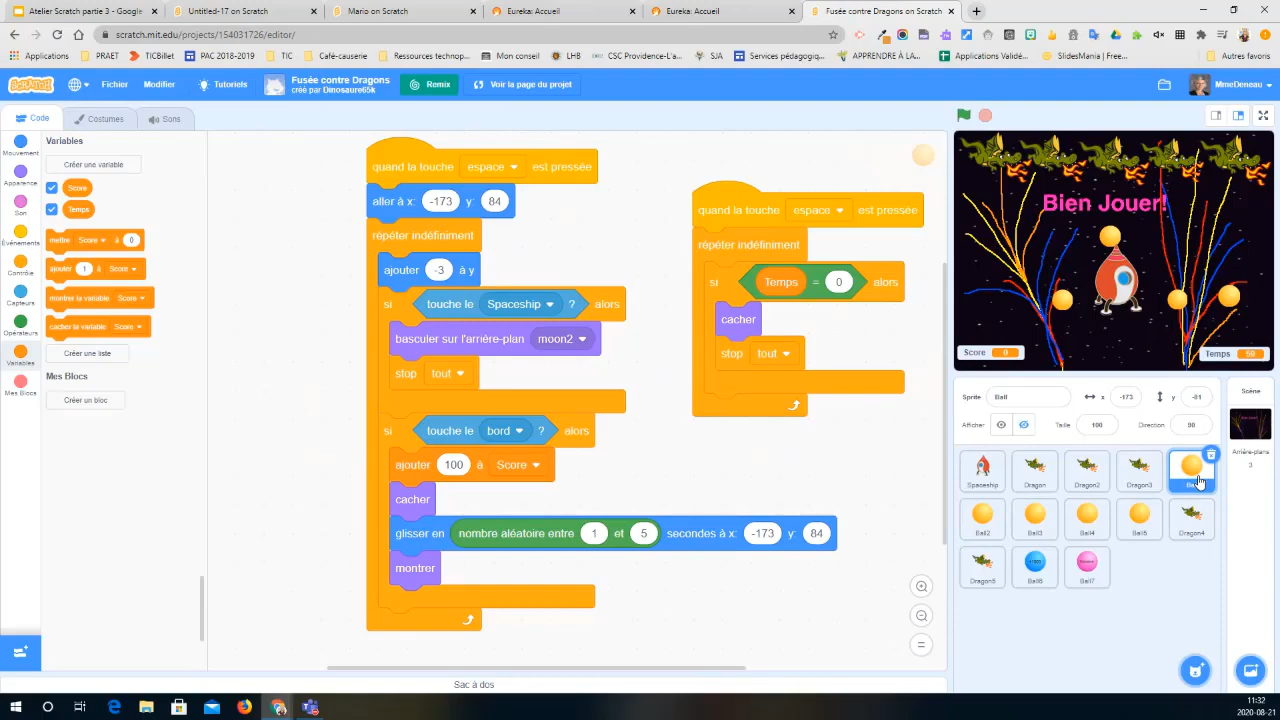 Atelier Scratch partie 3 - Google
Untitled-17 on Scratch
Mario on Scratch
Eureka: Accueil
Eureka: Accueil
Fusée contre Dragons on Scratch
scratch.mit.edu/projects/154031726/editor/
Applications
PRAET
TICBillet
PAC 2018-2019
TIC
Café-causerie
Ressources technop...
Mon conseil
LHB
CSC Providence-L'a...
SJA
Services pédagogiq...
APPRENDRE À LA...
Applications Validé...
SlidesMania | Free...
Autres favoris
SCRATCH
Fichier
Modifier
Tutoriels
Fusée contre Dragons
créé par Dinosaure65k
Remix
Voir la page du projet
MmeDeneau
Code
Costumes
Sons
Mouvement
Apparence
Son
Événements
Contrôle
Capteurs
Opérateurs
Variables
Mes Blocs
Variables
Créer une variable
Score
Temps
mettre Score à 0
ajouter 1 à Score
montrer la variable Score
cacher la variable Score
Créer une liste
Mes Blocs
Créer un bloc
quand la touche espace est pressée
aller à x: -173 y: 84
répéter indéfiniment
ajouter -3 à y
si touche le Spaceship ? alors
basculer sur l'arrière-plan moon2
stop tout
si touche le bord ? alors
ajouter 100 à Score
cacher
glisser en nombre aléatoire entre 1 et 5 secondes à x: -173 y: 84
montrer
quand la touche espace est pressée
répéter indéfiniment
si Temps = 0 alors
cacher
stop tout
Sac à dos
Bien Jouer!
Score 0
Temps 50
Sprite Ball x -173 y -81
Afficher Taille 100 Direction 90
Scène
Arrière-plans
3
Spaceship
Dragon
Dragon2
Dragon3
Ball2
Ball3
Ball4
Ball5
Dragon4
Dragon5
Ball6
Ball7
11:32
2020-08-21